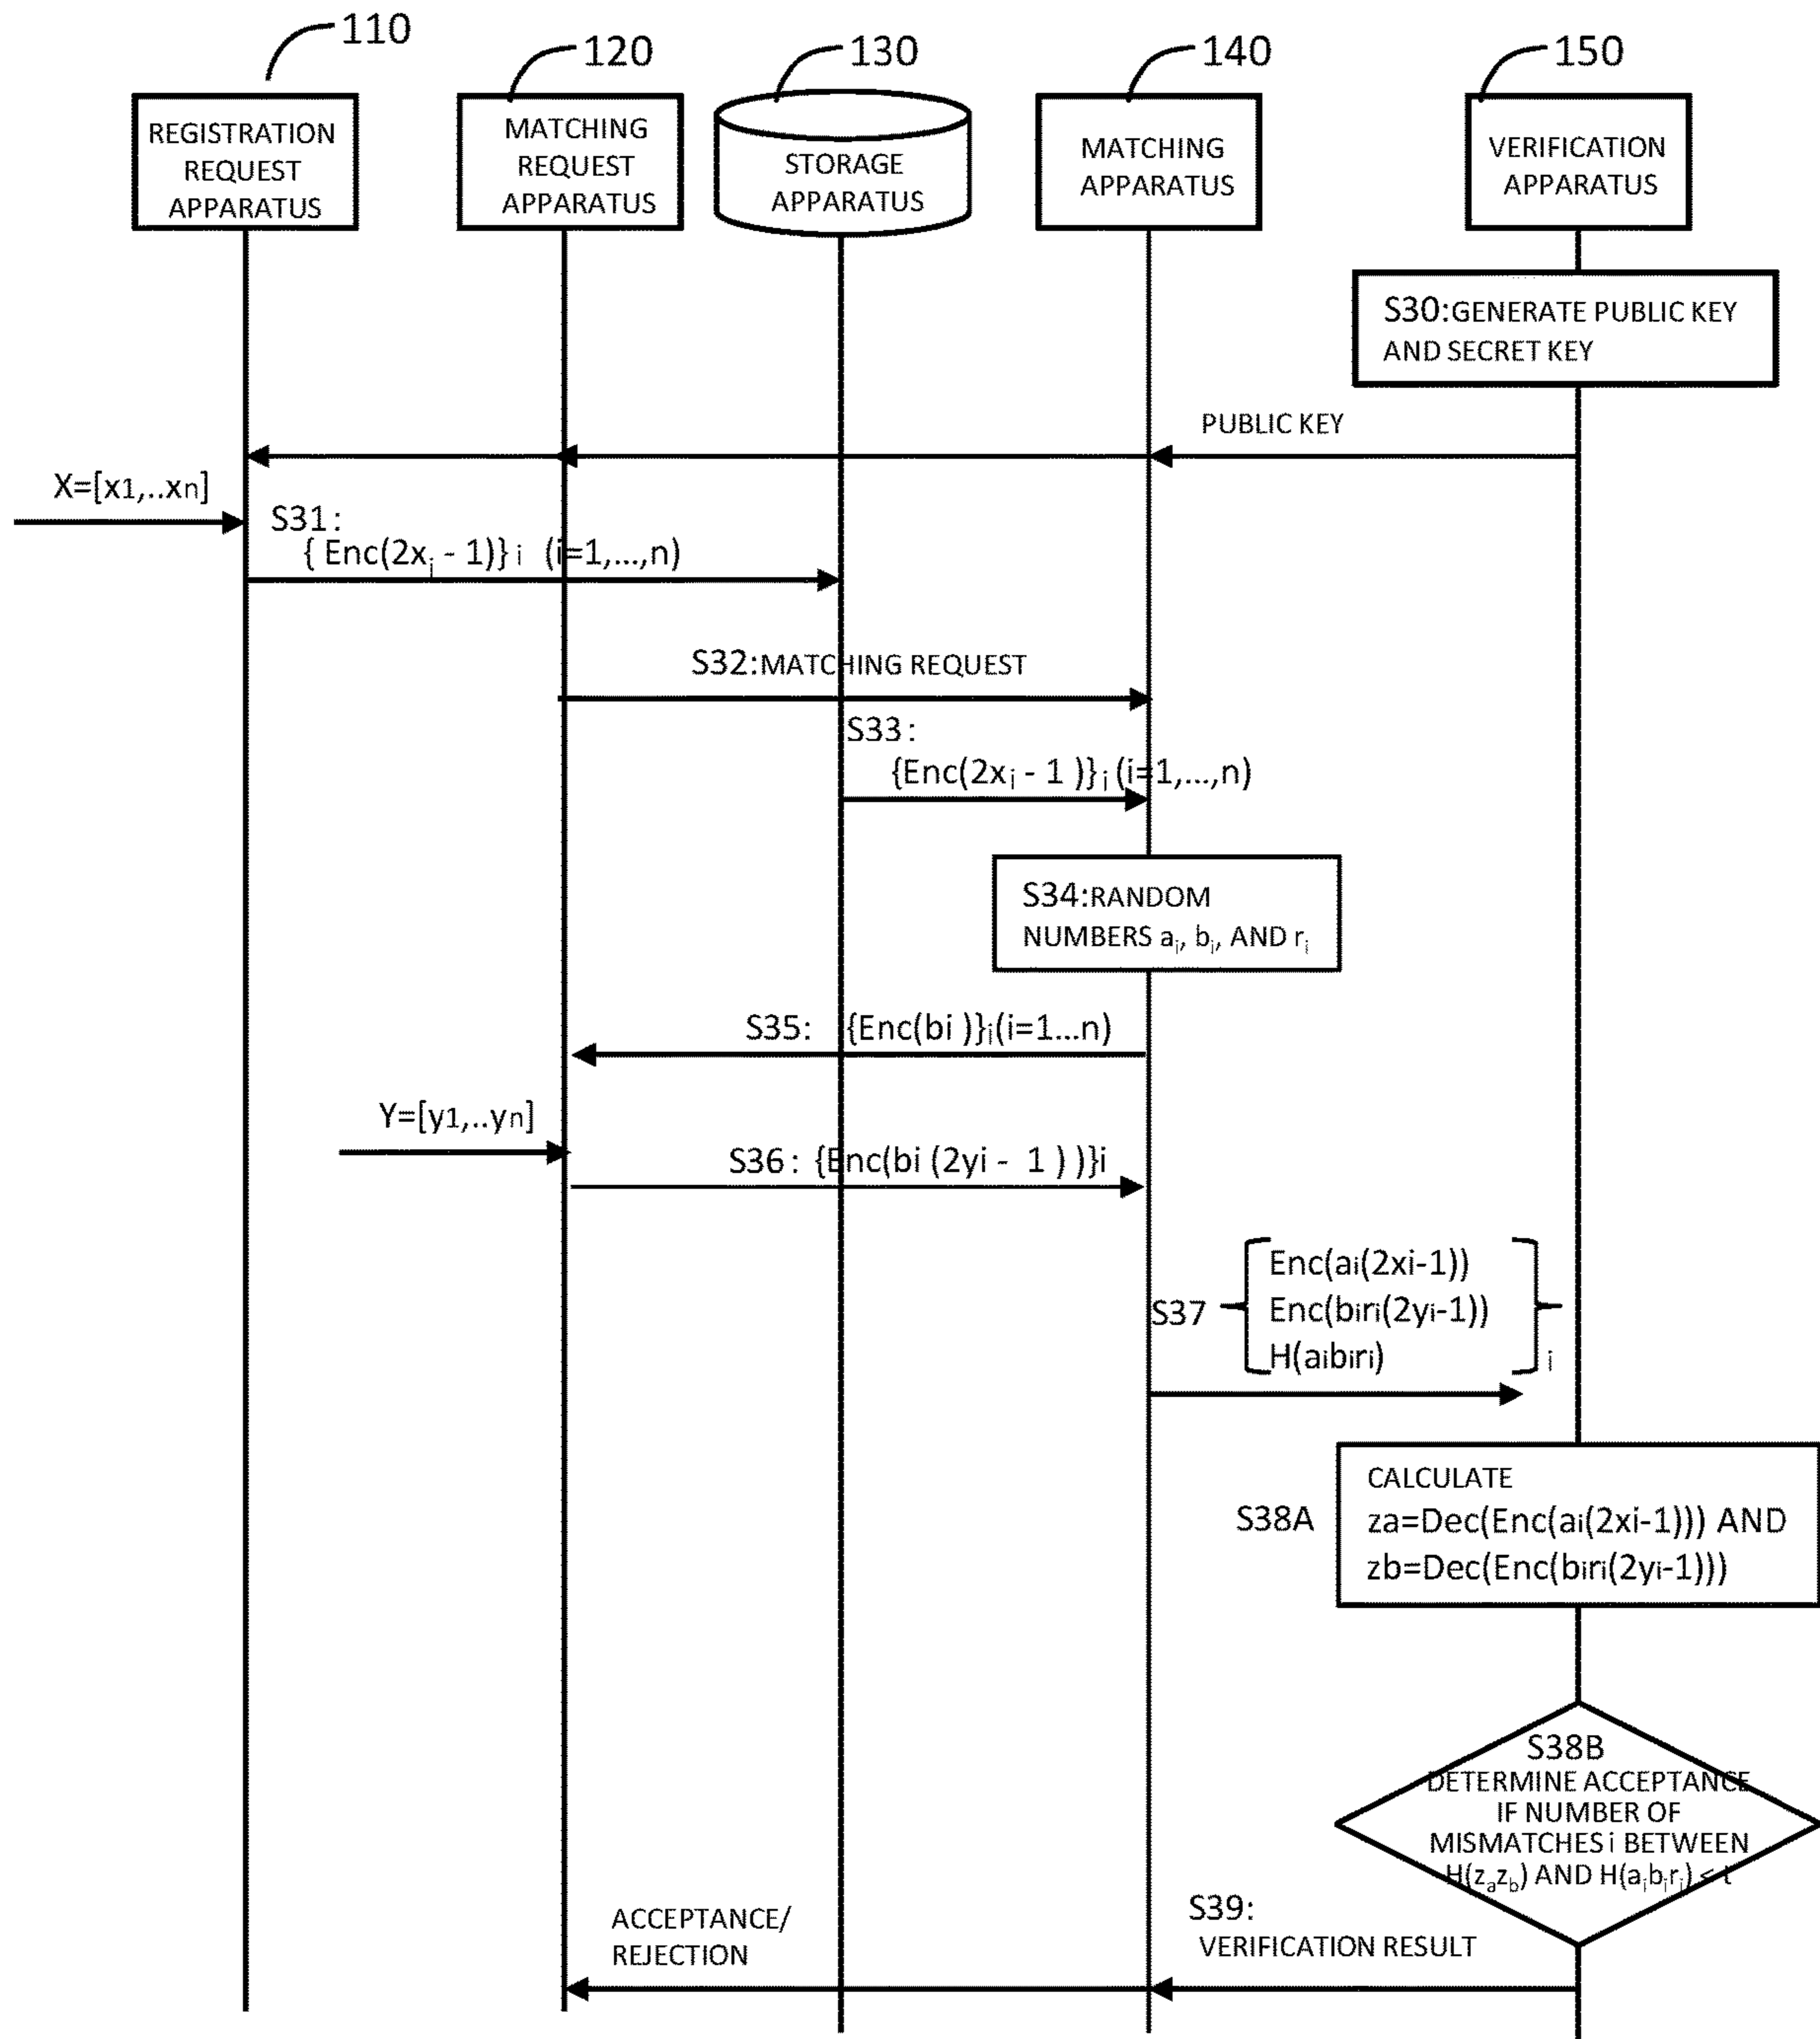 110
120
130
140
150
REGISTRATION
REQUEST
APPARATUS
MATCHING
REQUEST
APPARATUS
STORAGE
APPARATUS
MATCHING
APPARATUS
VERIFICATION
APPARATUS
S30:GENERATE PUBLIC KEY
AND SECRET KEY
PUBLIC KEY
X=[x1,..xn]
S31:
{ Enc(2xi - 1)} i (i=1,...,n)
S32:MATCHING REQUEST
S33:
{Enc(2xi - 1 )} i (i=1,...,n)
S34:RANDOM
NUMBERS ai, bi, AND ri
S35: {Enc(bi )}i(i=1...n)
Y=[y1,..yn]
S36: {Enc(bi (2yi - 1 ) )}i
S37
Enc(ai(2xi-1))
Enc(biri(2yi-1))
H(aibiri)
i
S38A
CALCULATE
za=Dec(Enc(ai(2xi-1))) AND
zb=Dec(Enc(biri(2yi-1)))
S38B
DETERMINE ACCEPTANCE
IF NUMBER OF
MISMATCHES i BETWEEN
H(zazb) AND H(aibiri) < t
S39:
VERIFICATION RESULT
ACCEPTANCE/
REJECTION